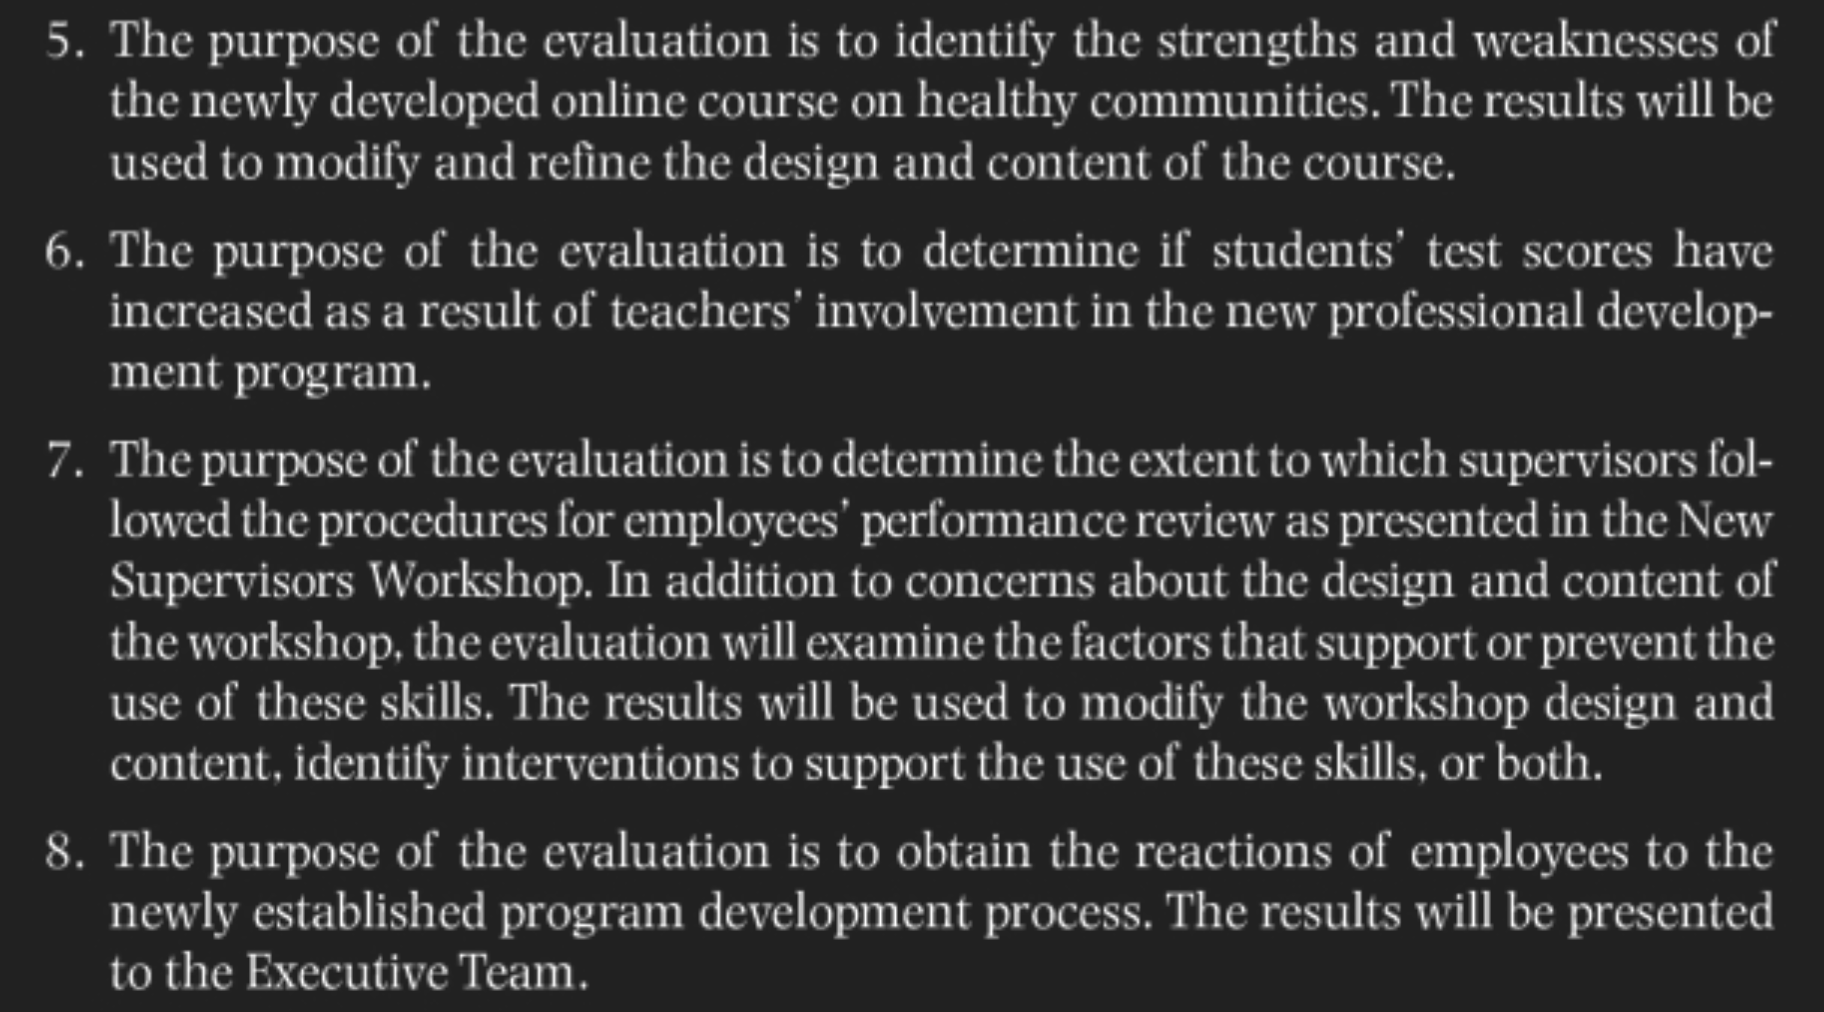 5. The purpose of the evaluation is to identify the strengths and weaknesses of
the newly developed online course on healthy communities. The results will be
used to modify and refine the design and content of the course.
6. The purpose of the evaluation is to determine if students’ test scores have
increased as a result of teachers’ involvement in the new professional develop-
ment program.
7. The purpose of the evaluation is to determine the extent to which supervisors fol-
lowed the procedures for employees’ performance review as presented in the New
Supervisors Workshop. In addition to concerns about the design and content of
the workshop, the evaluation will examine the factors that support or prevent the
use of these skills. The results will be used to modify the workshop design and
content, identify interventions to support the use of these skills, or both.
8. The purpose of the evaluation is to obtain the reactions of employees to the
newly established program development process. The results will be presented
to the Executive Team.